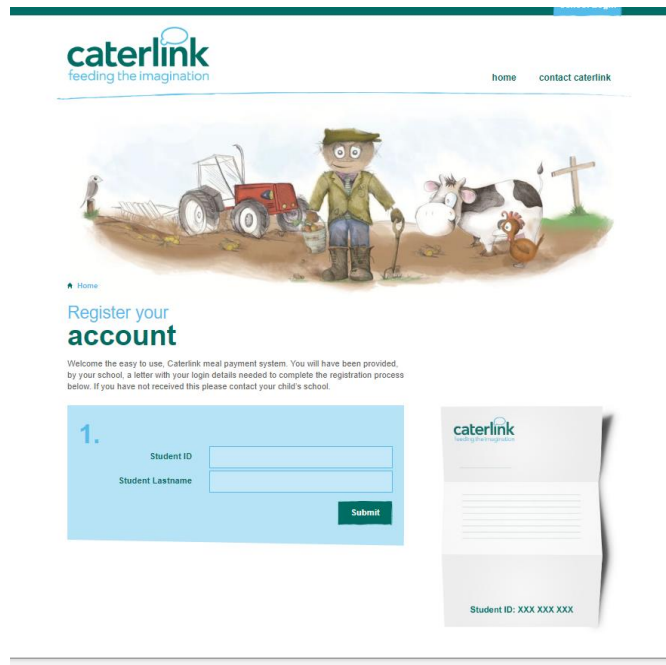 caterlink
feeding the imagination
home contact caterlink
Home
Register your
account
Welcome the easy to use, Caterlink meal payment system. You will have been provided,
by your school, a letter with your login details needed to complete the registration process
below. If you have not received this please contact your child's school.
1.
Student ID
Student Lastname
Submit
caterlink
feeding the imagination
Student ID: XXX XXX XXX